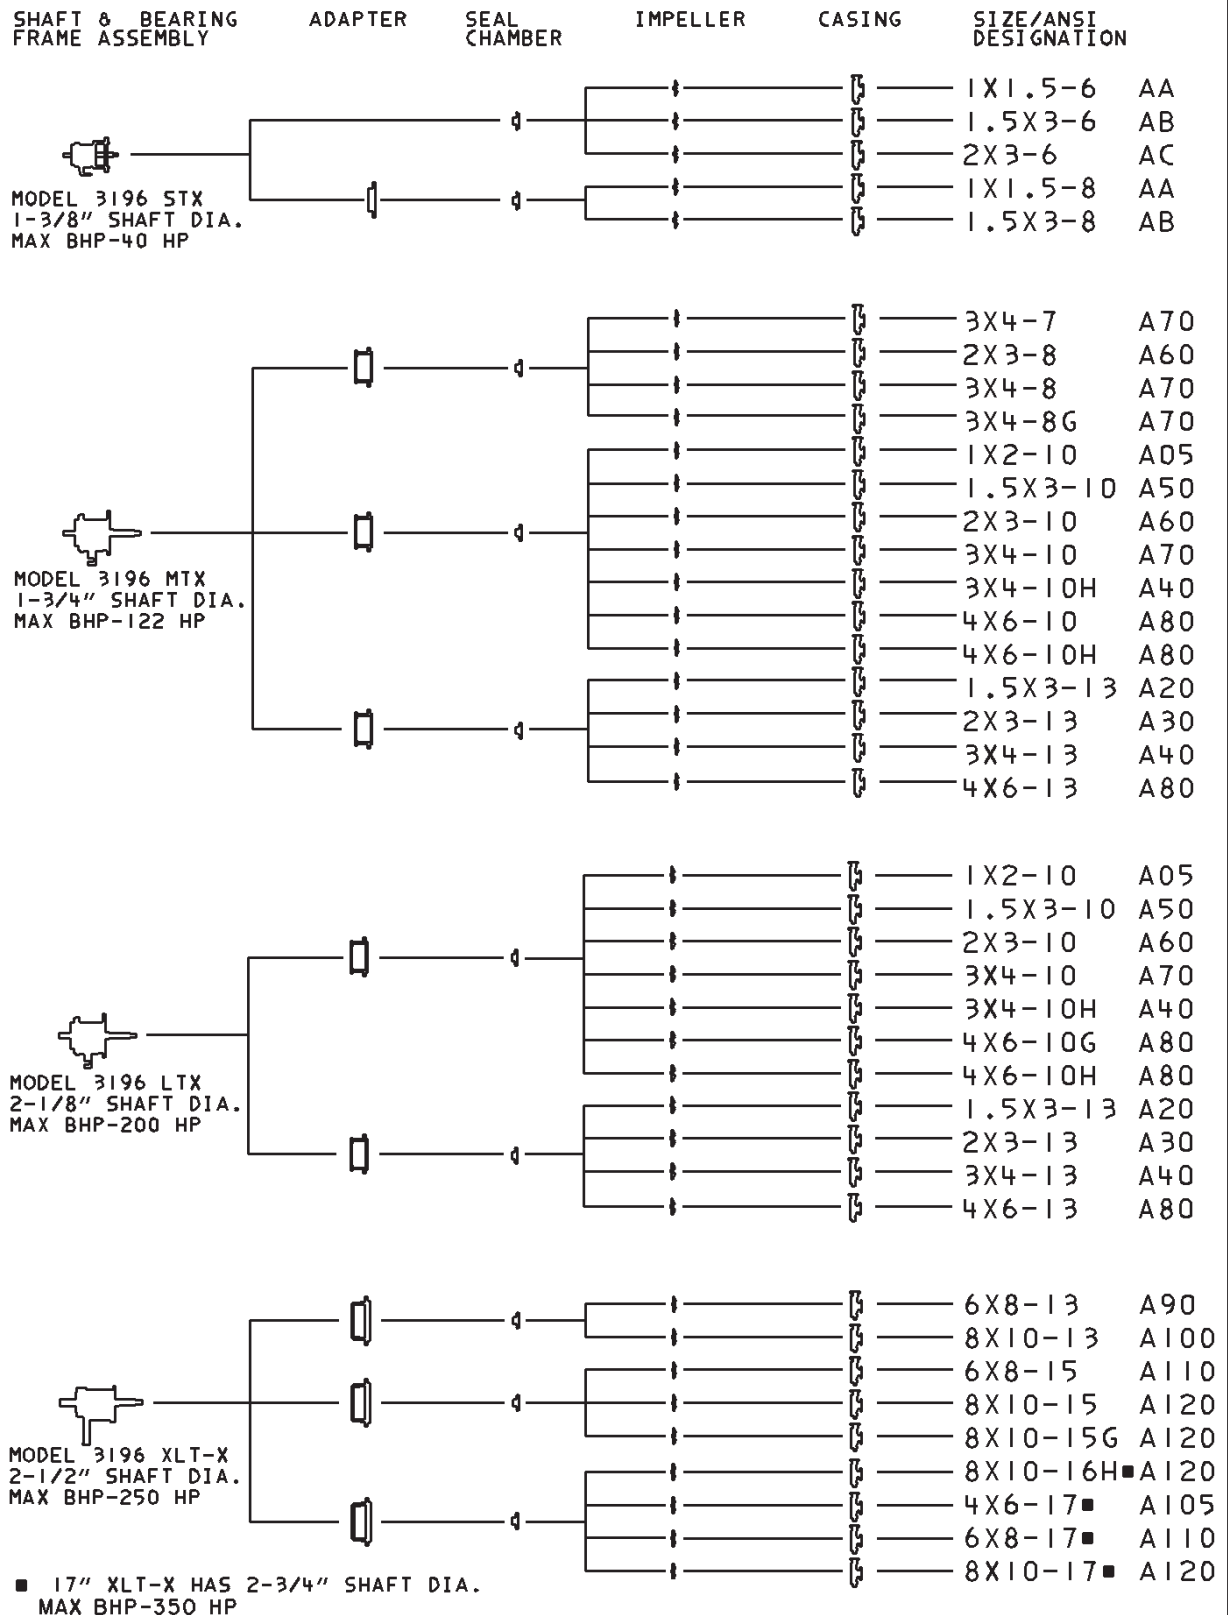 SHAFT & BEARING
FRAME ASSEMBLY
ADAPTER
SEAL
CHAMBER
IMPELLER
CASING
SIZE/ANSI
DESIGNATION
1X1.5-6 AA
1.5X3-6 AB
2X3-6 AC
1X1.5-8 AA
1.5X3-8 AB
MODEL 3196 STX
1-3/8" SHAFT DIA.
MAX BHP-40 HP
3X4-7 A70
2X3-8 A60
3X4-8 A70
3X4-8G A70
1X2-10 A05
1.5X3-10 A50
2X3-10 A60
3X4-10 A70
3X4-10H A40
4X6-10 A80
4X6-10H A80
1.5X3-13 A20
2X3-13 A30
3X4-13 A40
4X6-13 A80
MODEL 3196 MTX
1-3/4" SHAFT DIA.
MAX BHP-122 HP
1X2-10 A05
1.5X3-10 A50
2X3-10 A60
3X4-10 A70
3X4-10H A40
4X6-10G A80
4X6-10H A80
1.5X3-13 A20
2X3-13 A30
3X4-13 A40
4X6-13 A80
MODEL 3196 LTX
2-1/8" SHAFT DIA.
MAX BHP-200 HP
6X8-13 A90
8X10-13 A100
6X8-15 A110
8X10-15 A120
8X10-15G A120
8X10-16H■ A120
4X6-17■ A105
6X8-17■ A110
8X10-17■ A120
MODEL 3196 XLT-X
2-1/2" SHAFT DIA.
MAX BHP-250 HP
■ 17" XLT-X HAS 2-3/4" SHAFT DIA.
MAX BHP-350 HP